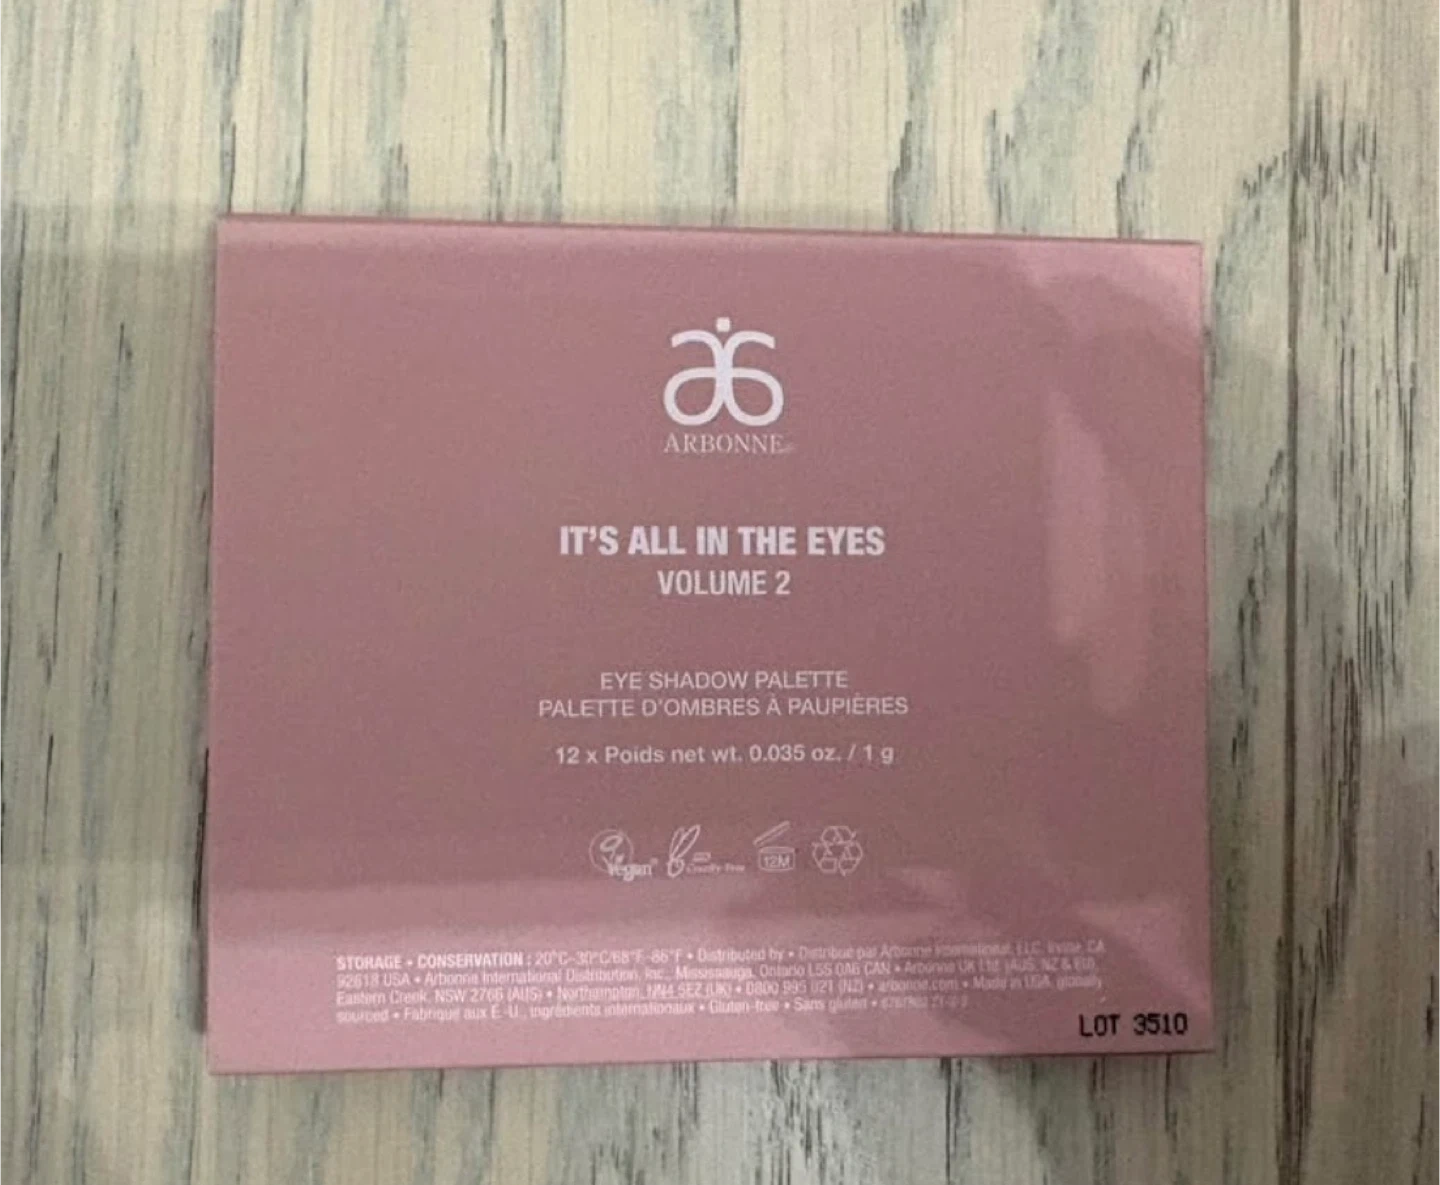 ARBONNE
IT'S ALL IN THE EYES
VOLUME 2
EYE SHADOW PALETTE
PALETTE D'OMBRES À PAUPIÈRES
12 x Poids net wt. 0.035 oz. / 1 g
Vegan
Cruelty Free
12M
STORAGE • CONSERVATION : 20°C–30°C/68°F–86°F • Distributed by • Distribué par Arbonne International, LLC, Irvine, CA
92618 USA • Arbonne International Distribution, Inc., Mississauga, Ontario L5S 0A6 CAN • Arbonne UK Ltd. (AUS, NZ &
Eastern Creek, NSW 2766 (AUS) • Northampton, NN4 5EZ (UK) • 0800 995 021 (NZ) • arbonne.com • Made in USA, globally
sourced • Fabriqué aux É.-U., ingrédients internationaux • Gluten-free • Sans gluten •
LOT 3510